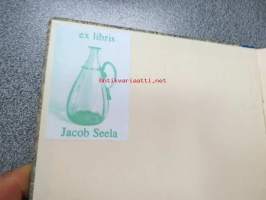 ex libris
antikvariaatti.net
Jacob Seela